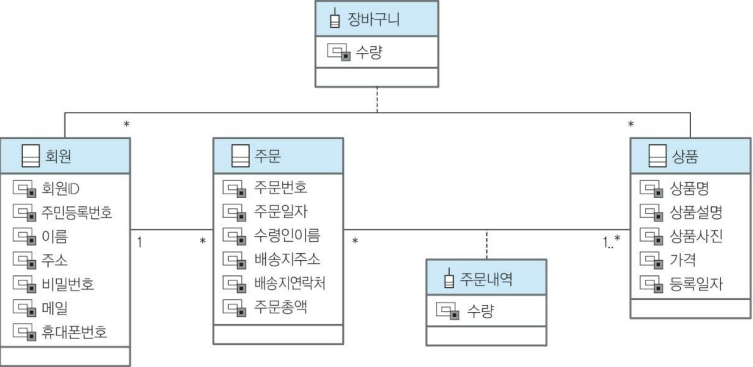 장바구니
수량
*
*
회원
회원ID
주민등록번호
이름
주소
비밀번호
메일
휴대폰번호
1
*
주문
주문번호
주문일자
수령인이름
배송지주소
배송지연락처
주문총액
*
1..*
주문내역
수량
상품
상품명
상품설명
상품사진
가격
등록일자